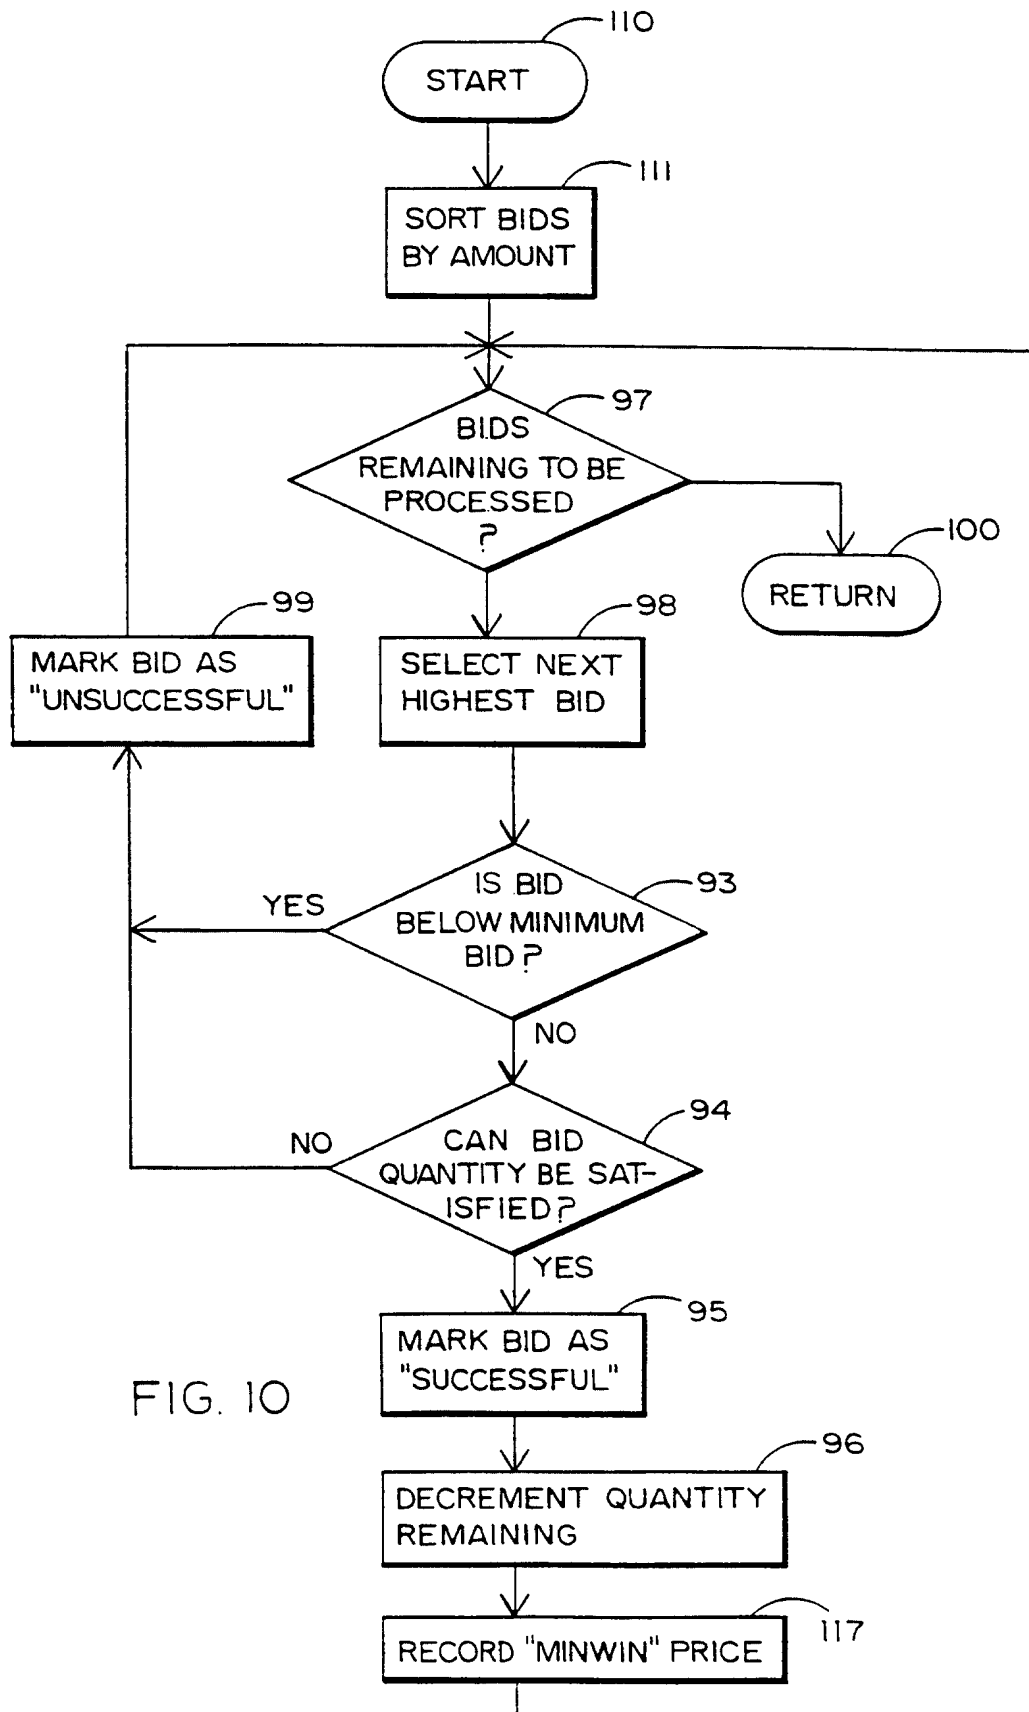 110
START
111
SORT BIDS
BY AMOUNT
97
BIDS
REMAINING TO BE
PROCESSED
?
100
RETURN
99
MARK BID AS
"UNSUCCESSFUL"
98
SELECT NEXT
HIGHEST BID
93
IS BID
BELOW MINIMUM
BID?
YES
NO
94
CAN BID
QUANTITY BE SAT-
ISFIED?
NO
YES
95
MARK BID AS
"SUCCESSFUL"
FIG. 10
96
DECREMENT QUANTITY
REMAINING
117
RECORD "MINWIN" PRICE